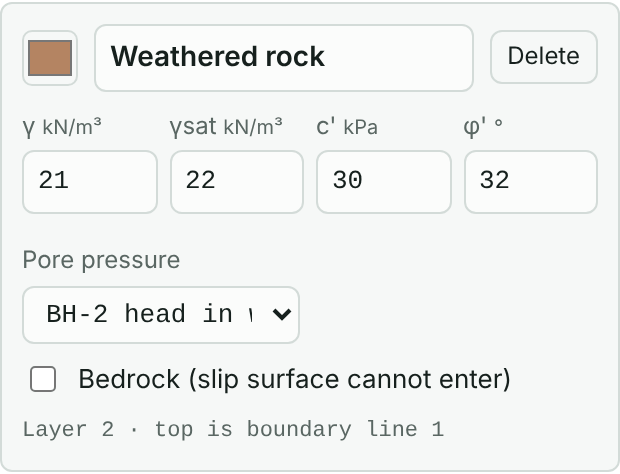 Weathered rock
Delete
γ kN/m³ γsat kN/m³ c' kPa φ' °
21 22 30 32
Pore pressure
BH-2 head in
Bedrock (slip surface cannot enter)
Layer 2 · top is boundary line 1